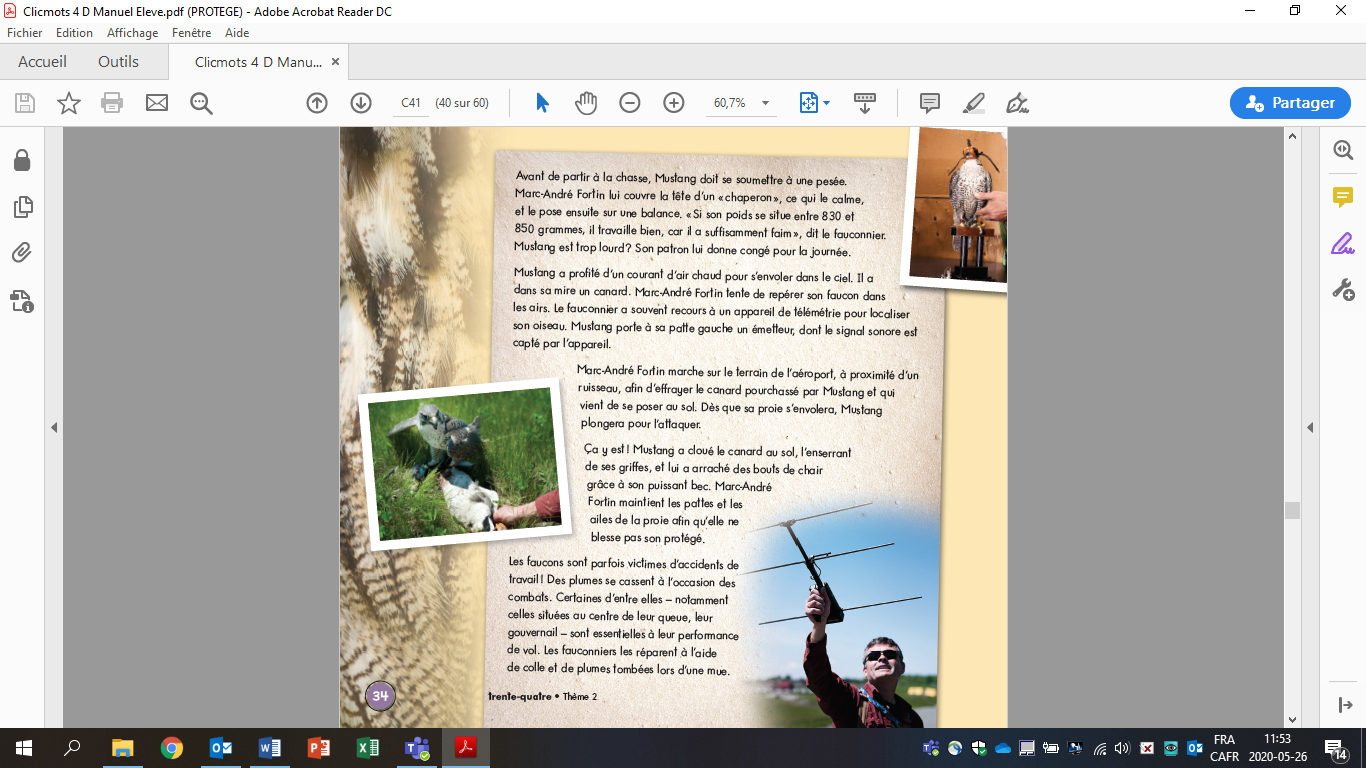 Clicmots 4 D Manuel Eleve.pdf (PROTEGE) - Adobe Acrobat Reader DC
Fichier Edition Affichage Fenêtre Aide
Accueil Outils Clicmots 4 D Manu... ×
C41 (40 sur 60) 60,7% Partager
Avant de partir à la chasse, Mustang doit se soumettre à une pesée.
Marc-André Fortin lui couvre la tête d'un «chaperon», ce qui le calme,
et le pose ensuite sur une balance. «Si son poids se situe entre 830 et
850 grammes, il travaille bien, car il a suffisamment faim», dit le fauconnier.
Mustang est trop lourd? Son patron lui donne congé pour la journée.
Mustang a profité d'un courant d'air chaud pour s'envoler dans le ciel. Il a
dans sa mire un canard. Marc-André Fortin tente de repérer son faucon dans
les airs. Le fauconnier a souvent recours à un appareil de télémétrie pour localiser
son oiseau. Mustang porte à sa patte gauche un émetteur, dont le signal sonore est
capté par l'appareil.
Marc-André Fortin marche sur le terrain de l'aéroport, à proximité d'un
ruisseau, afin d'effrayer le canard pourchassé par Mustang et qui
vient de se poser au sol. Dès que sa proie s'envolera, Mustang
plongera pour l'attaquer.
Ça y est! Mustang a cloué le canard au sol, l'enserrant
de ses griffes, et lui a arraché des bouts de chair
grâce à son puissant bec. Marc-André
Fortin maintient les pattes et les
ailes de la proie afin qu'elle ne
blesse pas son protégé.
Les faucons sont parfois victimes d'accidents de
travail! Des plumes se cassent à l'occasion des
combats. Certaines d'entre elles – notamment
celles situées au centre de leur queue, leur
gouvernail – sont essentielles à leur performance
de vol. Les fauconniers les réparent à l'aide
de colle et de plumes tombées lors d'une mue.
34 trente-quatre • Thème 2
FRA 11:53
CAFR 2020-05-26 14